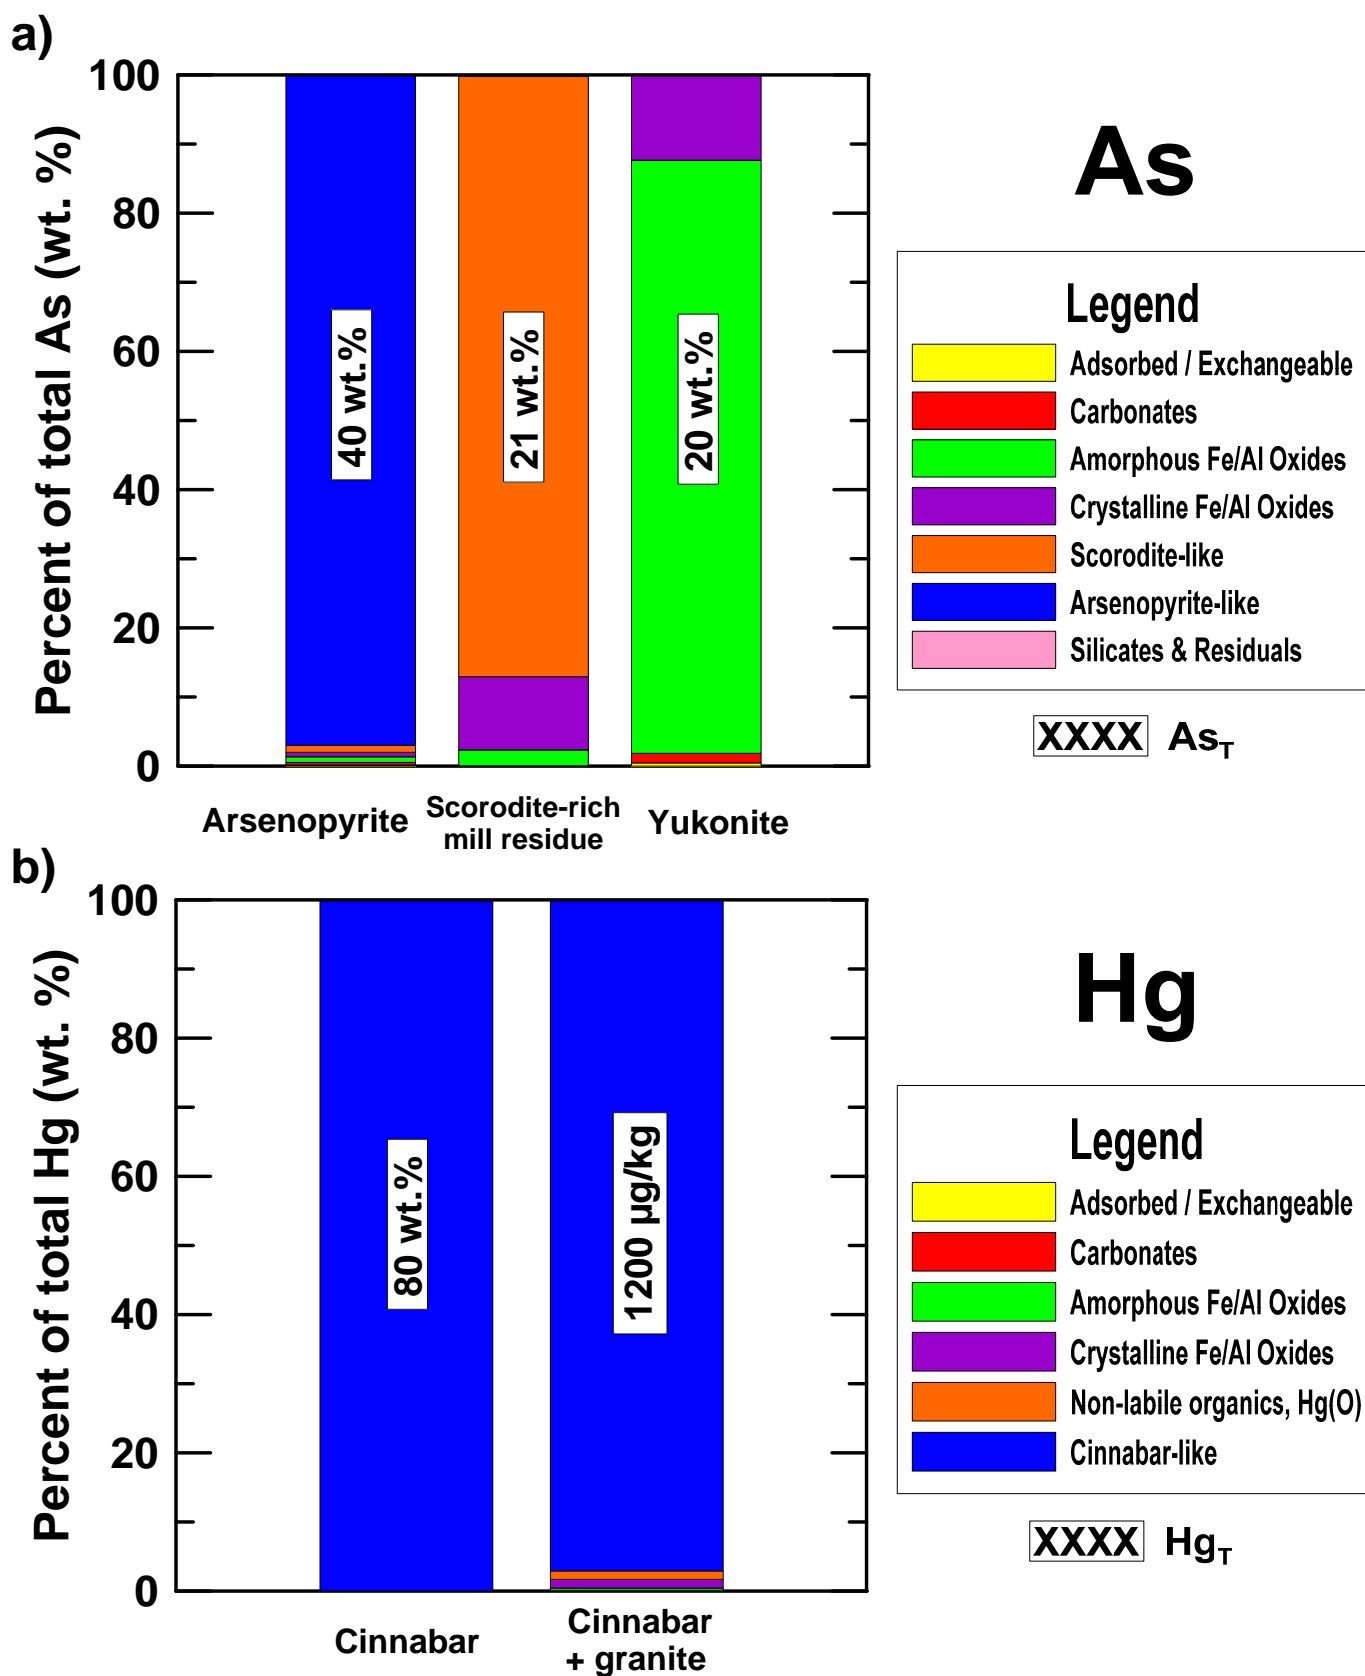 a)
Percent of total As (wt. %)
100
80
60
40
20
0
40 wt.%
21 wt.%
20 wt.%
Arsenopyrite
Scorodite-rich
mill residue
Yukonite
As
Legend
Adsorbed / Exchangeable
Carbonates
Amorphous Fe/Al Oxides
Crystalline Fe/Al Oxides
Scorodite-like
Arsenopyrite-like
Silicates & Residuals
XXXX As_T
b)
Percent of total Hg (wt. %)
100
80
60
40
20
0
80 wt.%
1200 µg/kg
Cinnabar
Cinnabar
+ granite
Hg
Legend
Adsorbed / Exchangeable
Carbonates
Amorphous Fe/Al Oxides
Crystalline Fe/Al Oxides
Non-labile organics, Hg(O)
Cinnabar-like
XXXX Hg_T